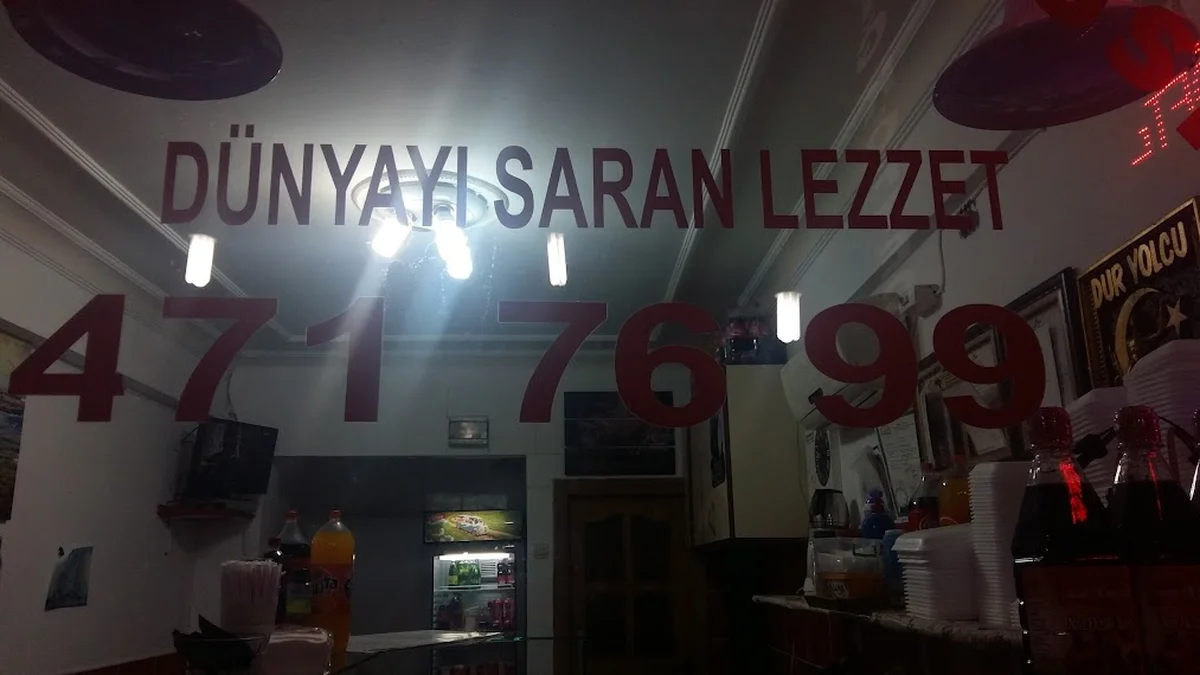 DÜNYAYI SARAN LEZZET
471 76 99
DUR YOLCU